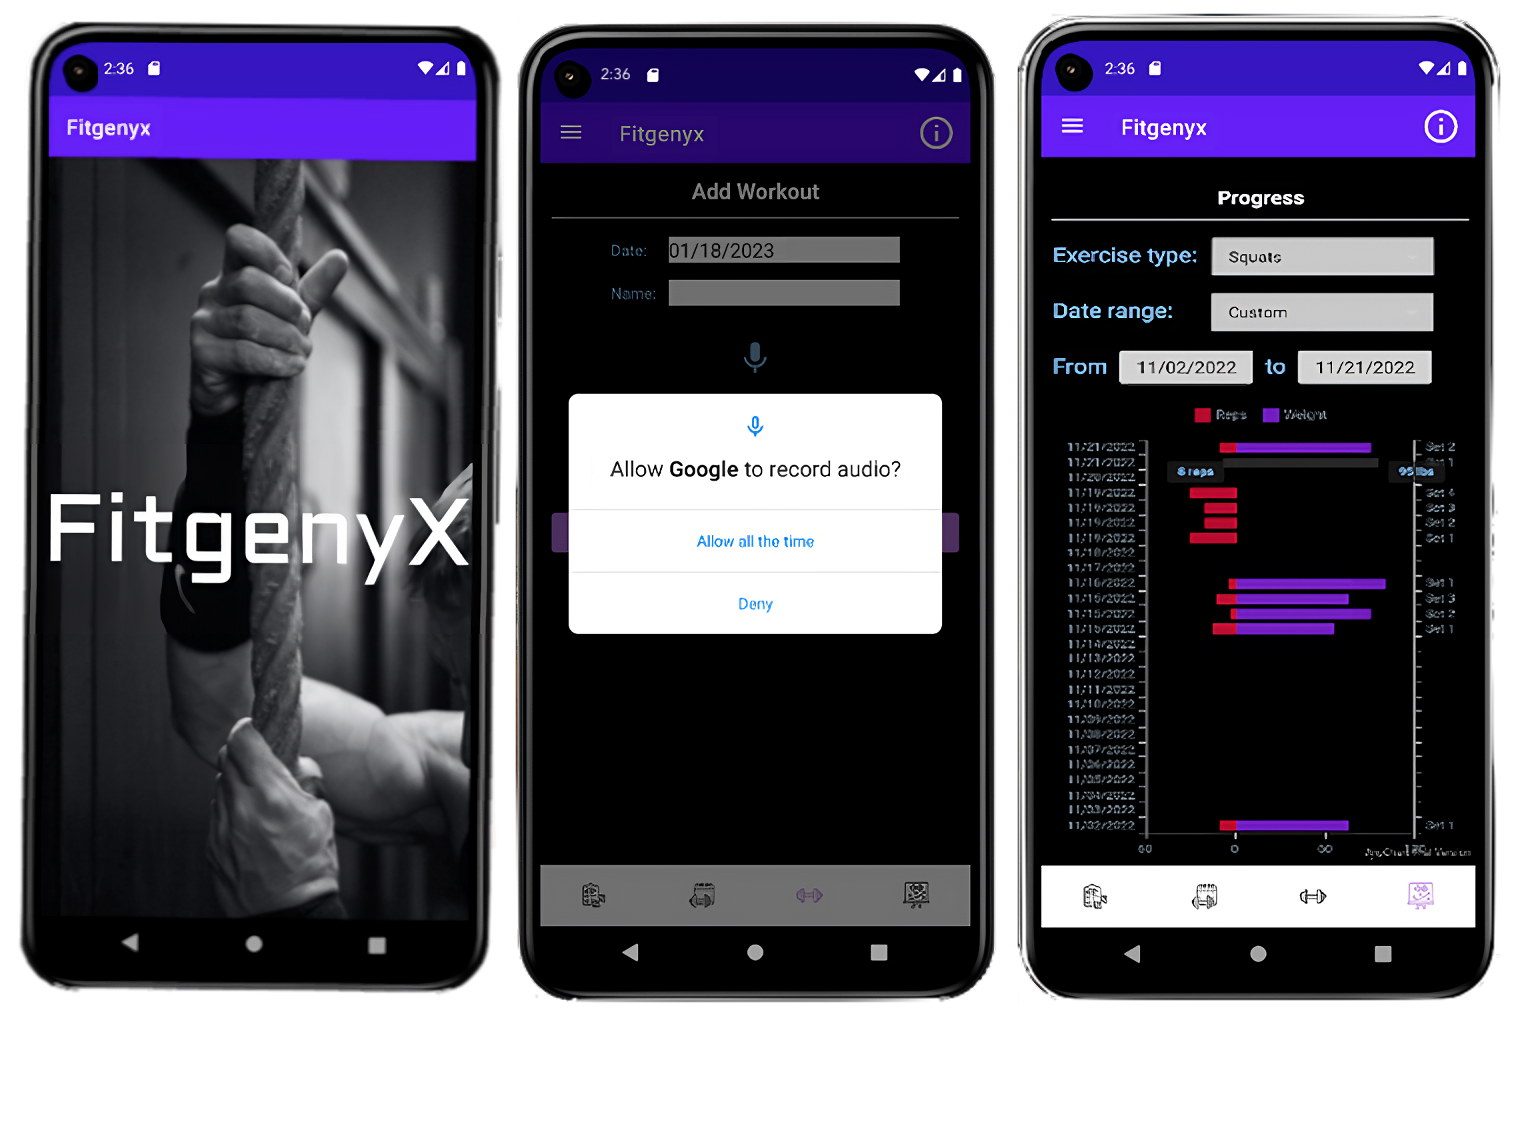 2:36
Fitgenyx
FitgenyX
2:36
Fitgenyx
Add Workout
Date: 01/18/2023
Name:
Allow Google to record audio?
Allow all the time
Deny
2:36
Fitgenyx
Progress
Exercise type: Squats
Date range: Custom
From 11/02/2022 to 11/21/2022
Reps Weight
11/21/2022 Set 2
11/21/2022 Set 1
8 reps 95 lbs
11/20/2022
11/19/2022 Set 4
11/19/2022 Set 3
11/19/2022 Set 2
11/19/2022 Set 1
11/18/2022
11/17/2022
11/16/2022 Set 1
11/15/2022 Set 3
11/15/2022 Set 2
11/15/2022 Set 1
11/14/2022
11/13/2022
11/12/2022
11/11/2022
11/10/2022
11/09/2022
11/08/2022
11/07/2022
11/06/2022
11/05/2022
11/04/2022
11/03/2022
11/02/2022 Set 1
0